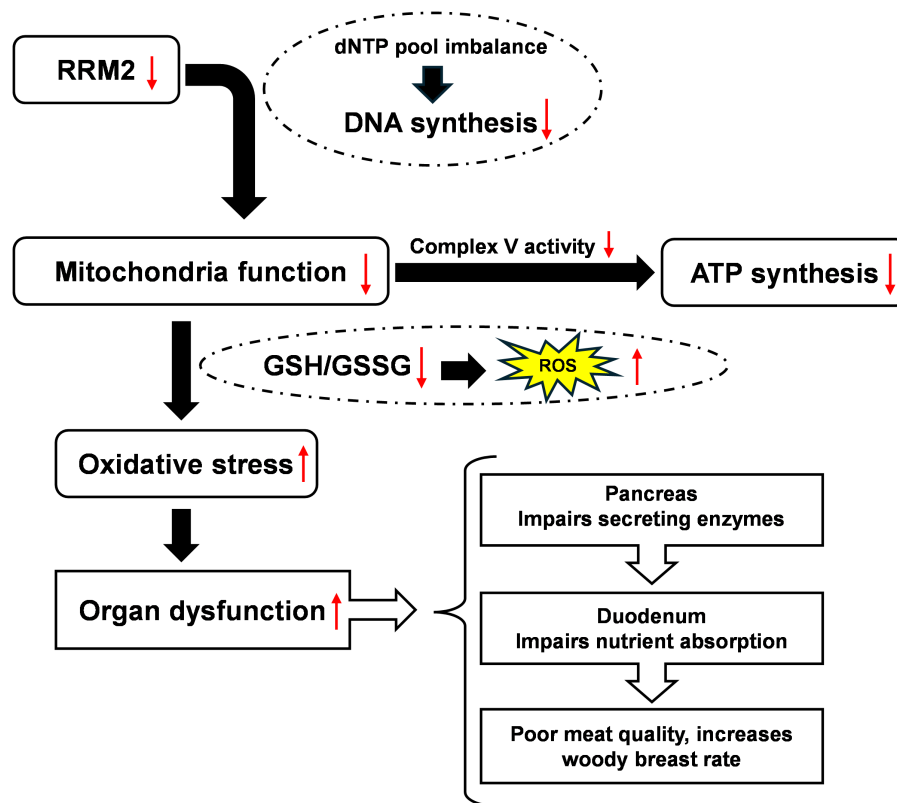 RRM2
dNTP pool imbalance
DNA synthesis
Mitochondria function
Complex V activity
ATP synthesis
GSH/GSSG
ROS
Oxidative stress
Organ dysfunction
Pancreas
Impairs secreting enzymes
Duodenum
Impairs nutrient absorption
Poor meat quality, increases
woody breast rate